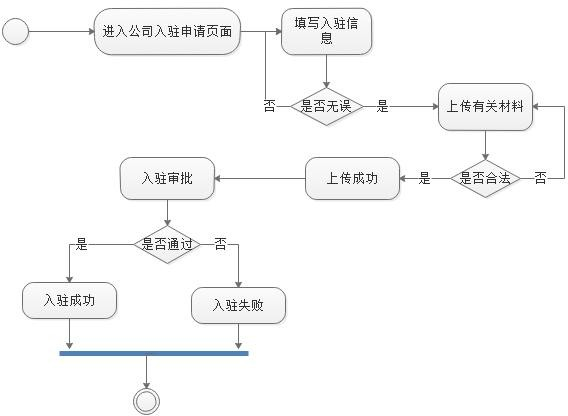 进入公司入驻申请页面
填写入驻信
息
否
是否无误
是
上传有关材料
入驻审批
上传成功
是
是否合法
否
是
是否通过
否
入驻成功
入驻失败